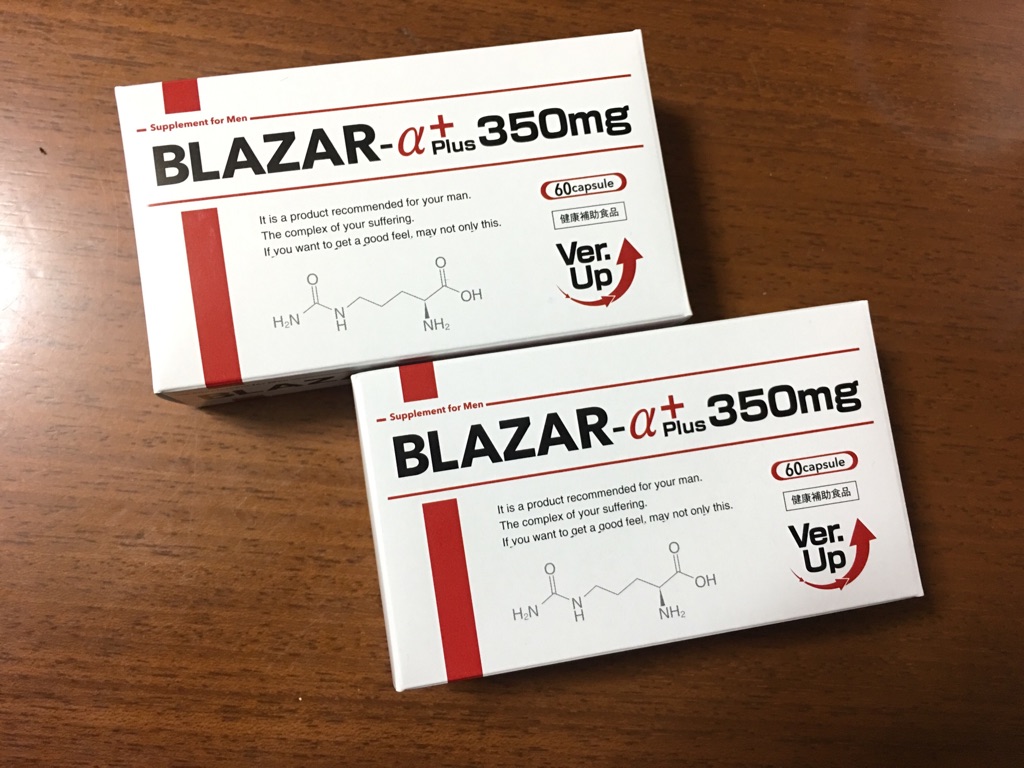 Supplement for Men
BLAZAR-α+ Plus 350mg
60capsule
健康補助食品
It is a product recommended for your man.
The complex of your suffering.
If you want to get a good feel, may not only this.
Ver.
Up
O
O
OH
H₂N
N
H
NH₂
BLAZ
Supplement for Men
BLAZAR-α+ Plus 350mg
60capsule
健康補助食品
It is a product recommended for your man.
The complex of your suffering.
If you want to get a good feel, may not only this.
Ver.
Up
O
O
OH
H₂N
N
H
NH₂